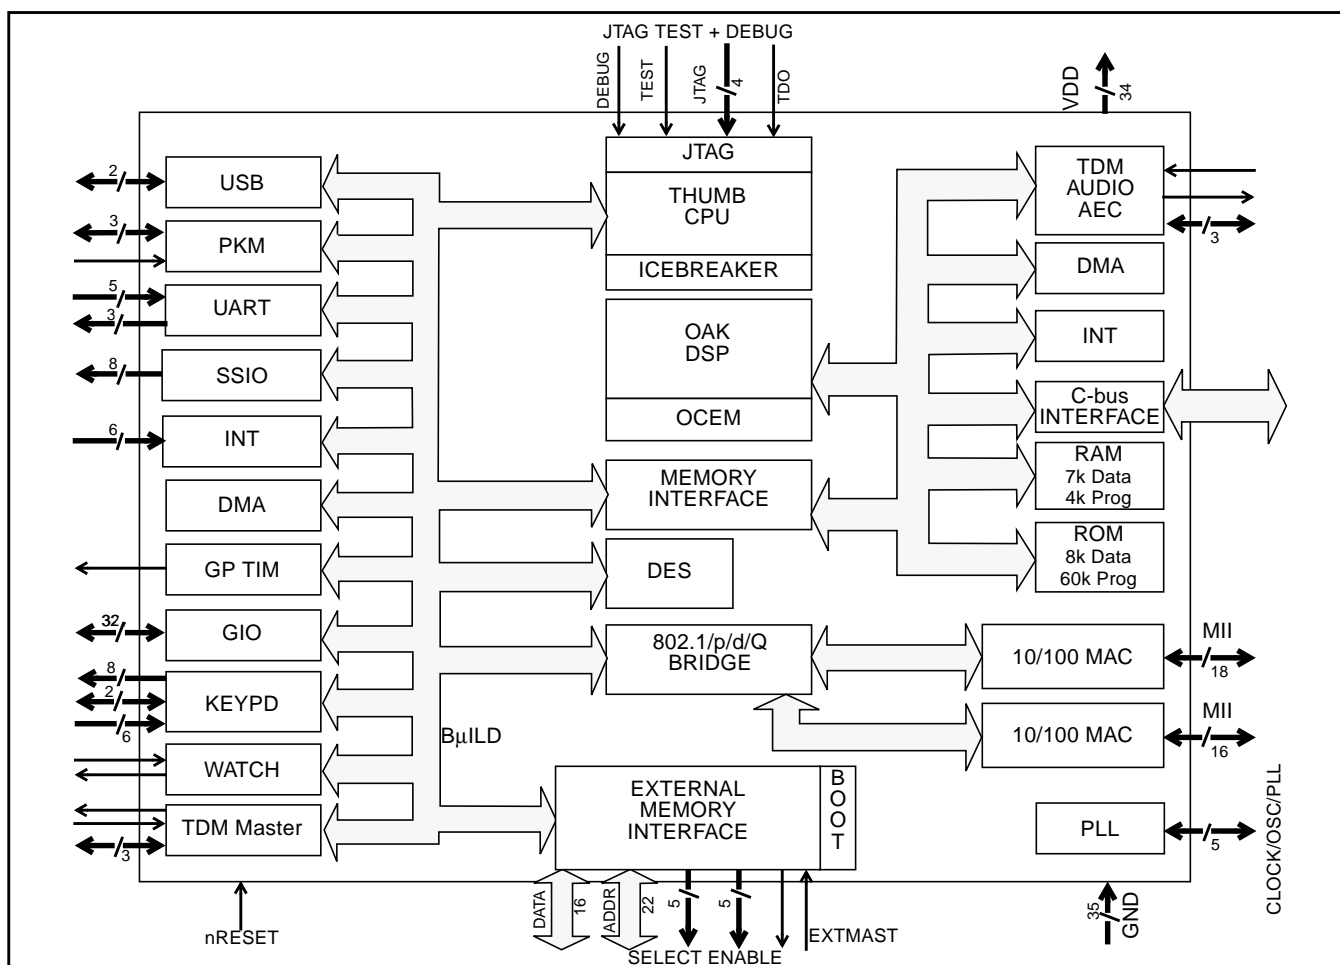 JTAG TEST + DEBUG
DEBUG
TEST
JTAG
4
TDO
VDD
34
JTAG
THUMB
CPU
ICEBREAKER
OAK
DSP
OCEM
MEMORY
INTERFACE
DES
802.1/p/d/Q
BRIDGE
2
USB
3
PKM
5
3
UART
8
SSIO
6
INT
DMA
GP TIM
32
GIO
8
2
6
KEYPD
WATCH
3
TDM Master
BµILD
TDM
AUDIO
AEC
3
DMA
INT
C-bus
INTERFACE
RAM
7k Data
4k Prog
ROM
8k Data
60k Prog
10/100 MAC
MII
18
10/100 MAC
MII
16
PLL
5
CLOCK/OSC/PLL
EXTERNAL
MEMORY
INTERFACE
BOOT
nRESET
DATA
16
ADDR
22
5
5
SELECT ENABLE
EXTMAST
35
GND